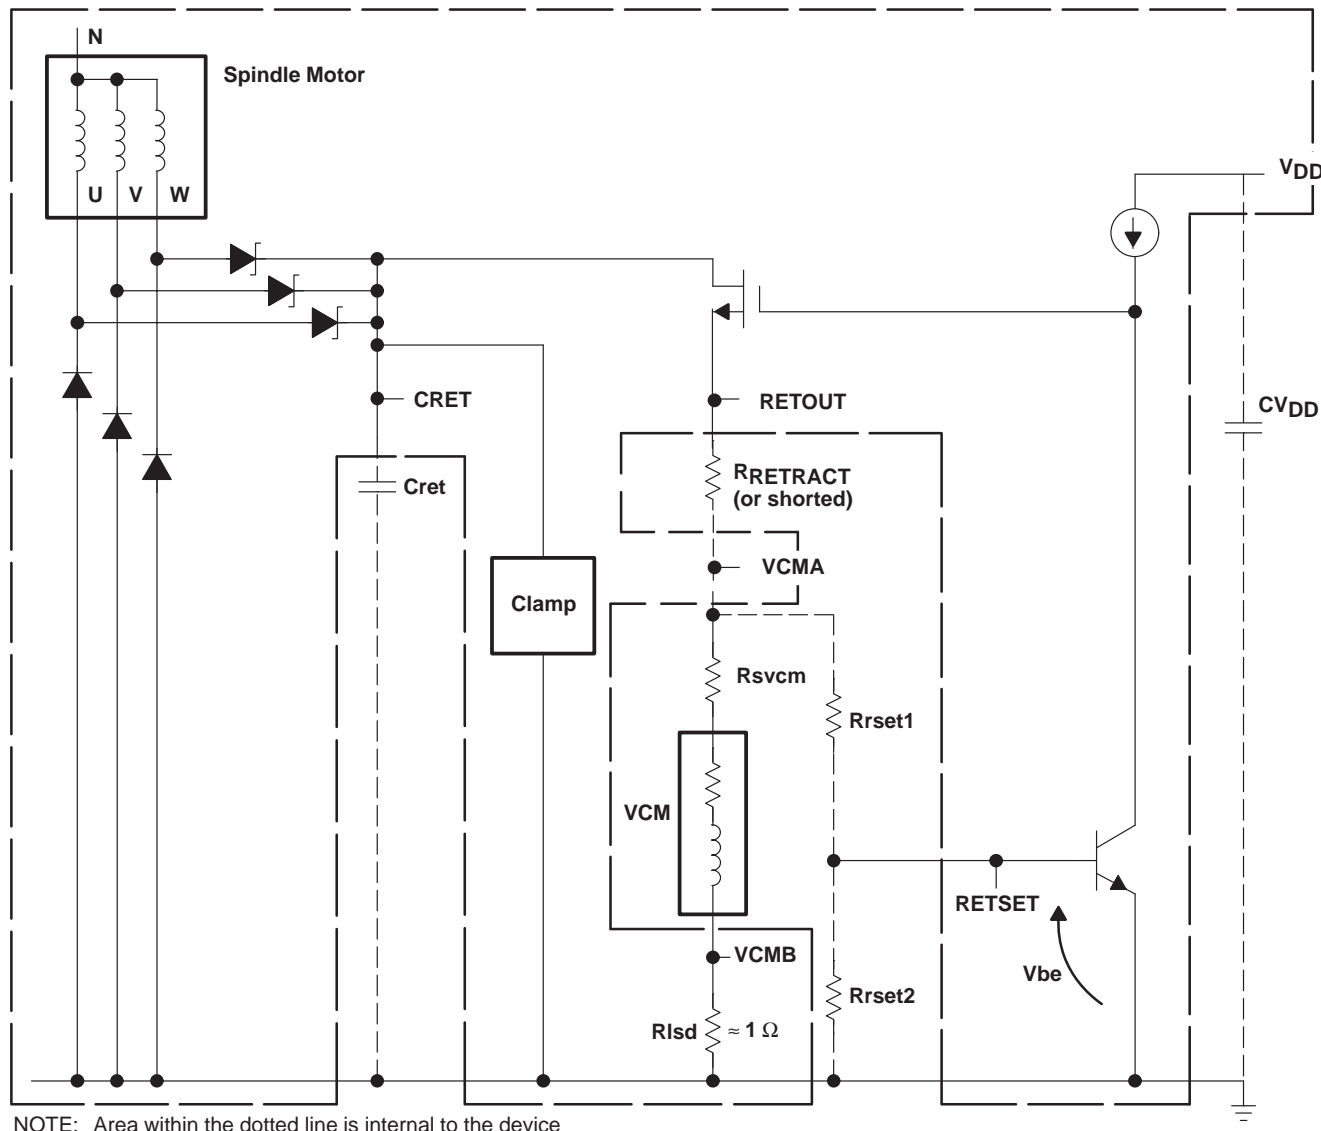 N
Spindle Motor
U V W
VDD
CRET
RETOUT
CVDD
RRETRACT
(or shorted)
Cret
VCMA
Clamp
Rsvcm
Rrset1
VCM
RETSET
VCMB
Vbe
Rrset2
Rlsd ≈ 1 Ω
NOTE: Area within the dotted line is internal to the device